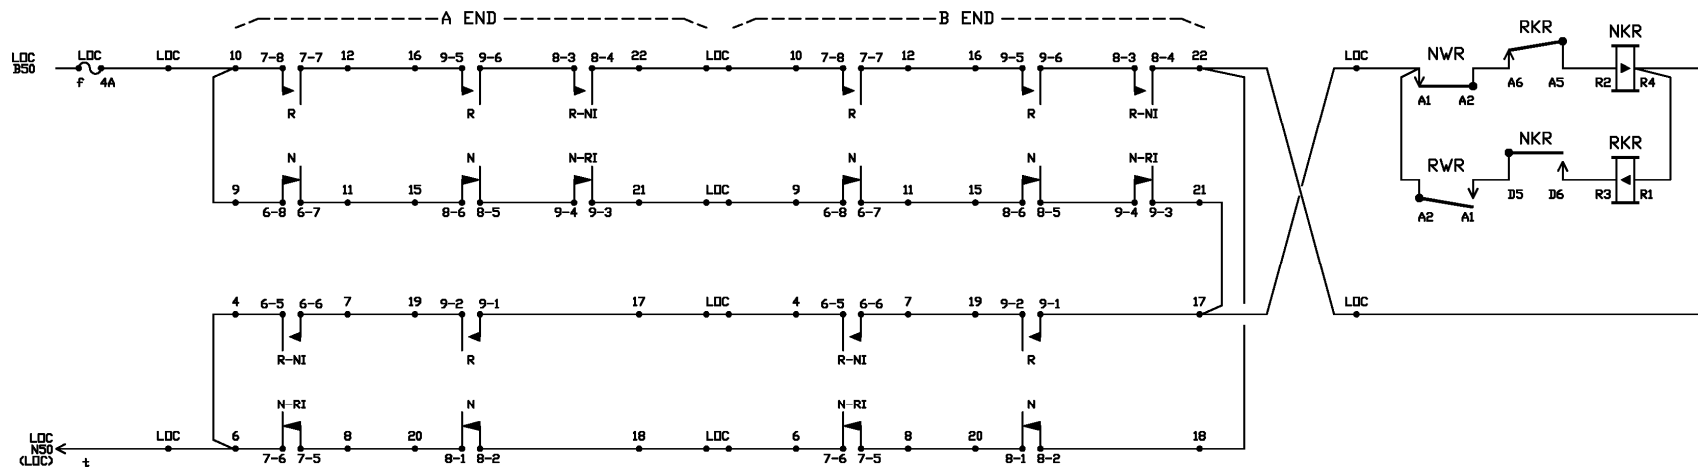 A END B END
RKR NKR
LOC LOC LOC 10 7-8 7-7 12 16 9-5 9-6 8-3 8-4 22 LOC 10 7-8 7-7 12 16 9-5 9-6 8-3 8-4 22 LOC NWR
B50
f 4A
A6 A5 R2 R4
A1 A2
R R R-NI R R R-NI
NKR RKR
N N N-RI N N N-RI RWR
9 11 15 21 LOC 9 11 15 21
D5 D6 R3 R1
6-8 6-7 8-6 8-5 9-4 9-3 6-8 6-7 8-6 8-5 9-4 9-3 A2 A1
4 6-5 6-6 7 19 9-2 9-1 17 LOC 4 6-5 6-6 7 19 9-2 9-1 17 LOC
R-NI R R-NI R
N-RI N N-RI N
LOC LOC 6 8 20 18 LOC 6 8 20 18
N50
(LOC) t 7-6 7-5 8-1 8-2 7-6 7-5 8-1 8-2